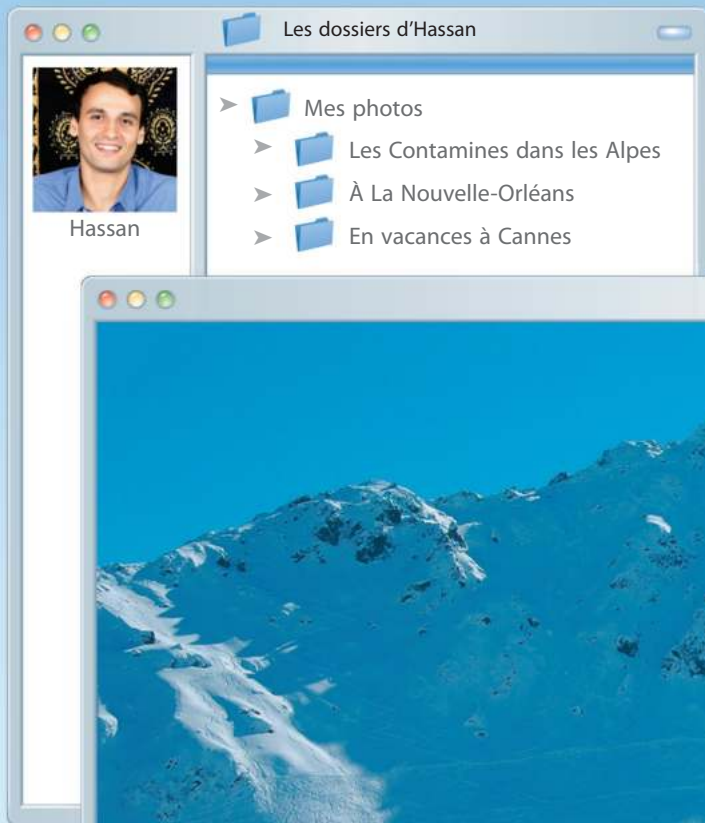 Les dossiers d’Hassan
Hassan
Mes photos
Les Contamines dans les Alpes
À La Nouvelle-Orléans
En vacances à Cannes